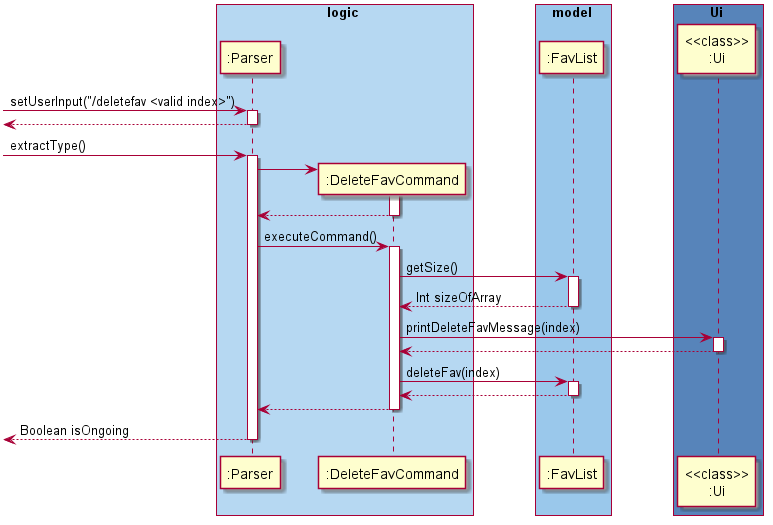 logic
model
Ui
:Parser
:FavList
<<class>>
:Ui
setUserInput("/deletefav <valid index>")
extractType()
:DeleteFavCommand
executeCommand()
getSize()
Int sizeOfArray
printDeleteFavMessage(index)
deleteFav(index)
Boolean isOngoing
:Parser
:DeleteFavCommand
:FavList
<<class>>
:Ui